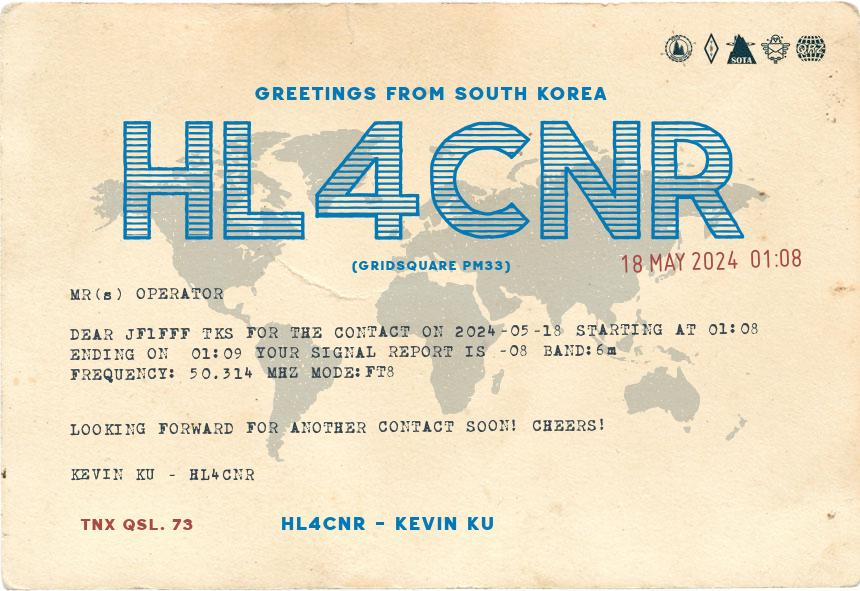 SOTA
QRZ
GREETINGS FROM SOUTH KOREA
HL4CNR
(GRIDSQUARE PM33)
18 MAY 2024 01:08
MR(s) OPERATOR
DEAR JF1FFF TKS FOR THE CONTACT ON 2024-05-18 STARTING AT 01:08
ENDING ON 01:09 YOUR SIGNAL REPORT IS -08 BAND:6m
FREQUENCY: 50.314 MHZ MODE:FT8
LOOKING FORWARD FOR ANOTHER CONTACT SOON! CHEERS!
KEVIN KU - HL4CNR
TNX QSL. 73
HL4CNR - KEVIN KU